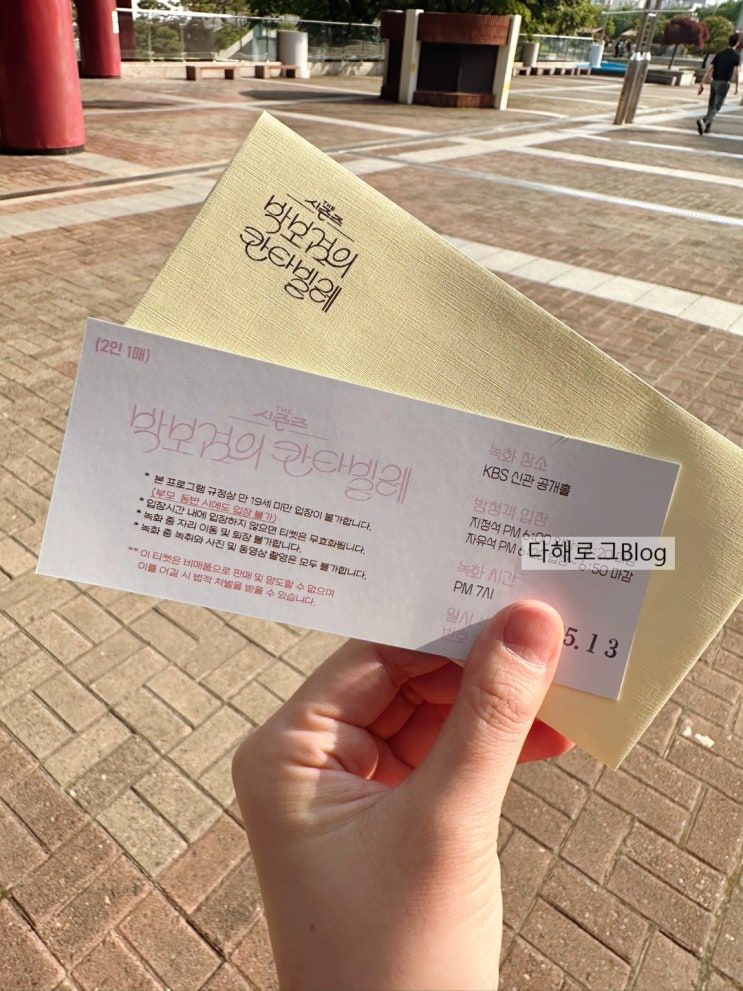 THE
시즌즈
박보검의
칸타빌레
(2인 1매)
THE
시즌즈
박보검의 칸타빌레
* 본 프로그램 규정상 만 19세 미만 입장이 불가합니다.
(부모 동반 시에도 입장 불가)
* 입장시간 내에 입장하지 않으면 티켓은 무효화됩니다.
* 녹화 중 자리 이동 및 퇴장 불가합니다.
* 녹화 중 녹취와 사진 및 동영상 촬영은 모두 불가합니다.
** 이 티켓은 비매품으로 판매 및 양도할 수 없으며
이를 어길 시 법적 처벌을 받을 수 있습니다.
녹화 장소
KBS 신관 공개홀
방청객 입장
지정석 PM 6:00
자유석 PM 6: 6:50 마감
다해로그Blog
녹화 시간
PM 7시
일시
번호
5.13